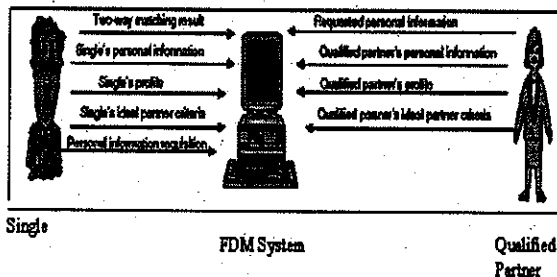 Two-way matching result
Requested personal information
Single's personal information
Qualified partner's personal information
Single's profile
Qualified partner's profile
Single's ideal partner criteria
Qualified partner's ideal partner criteria
Personal information requisition
Single
FDM System
Qualified
Partner